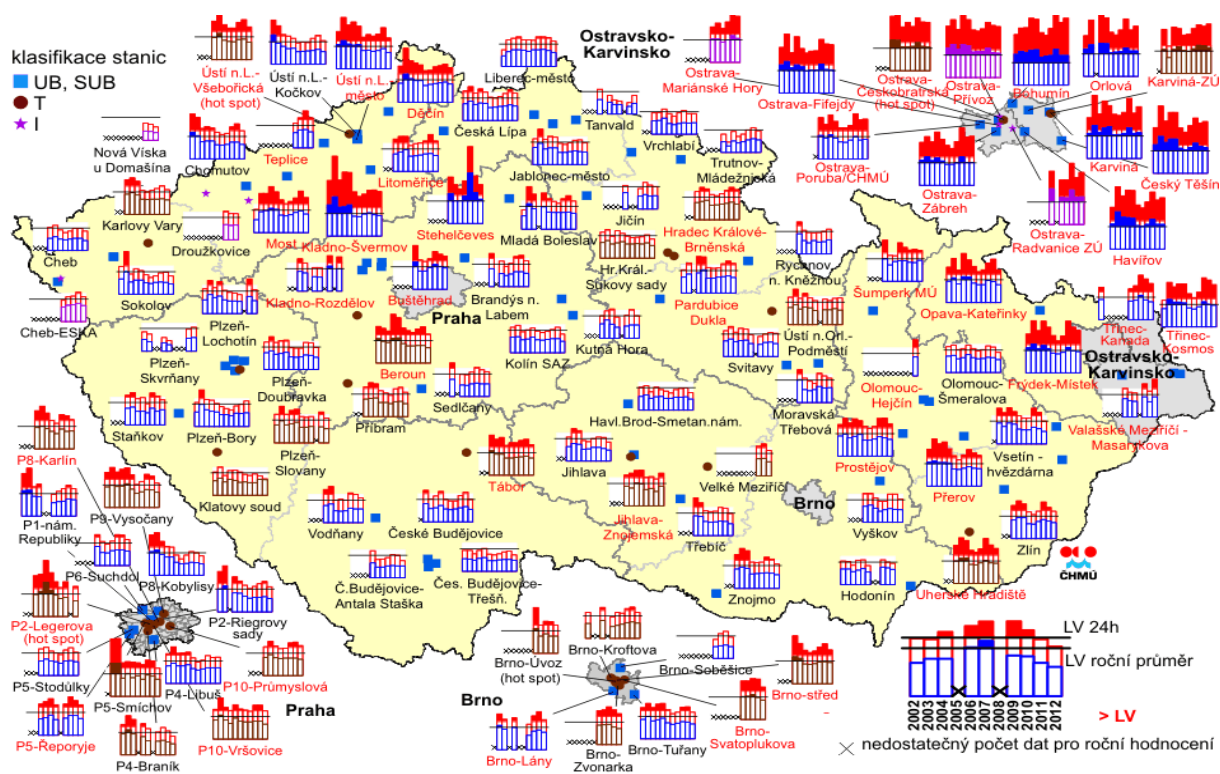 klasifikace stanic
UB, SUB
T
I
Ústí n.L.-
Všebořická
(hot spot)
Ústí n.L.-
Kočkov
Ústí n.L.
město
Děčín
Liberec-město
Ostravsko-
Karvinsko
Ostrava-
Mariánské Hory
Ostrava-Fifejdy
Ostrava-
Českobratrská
(hot spot)
Ostrava-
Přívoz
Bohumín
Orlová
Karviná-ZÚ
Nová Víska
u Domašína
Chomutov
Teplice
Litoměřice
Česká Lípa
Jablonec-město
Tanvald
Vrchlabí
Trutnov-
Mládežnická
Ostrava-
Poruba/ČHMÚ
Ostrava-
Zábřeh
Karviná
Český Těšín
Ostrava-
Radvanice ZÚ
Havířov
Karlovy Vary
Droužkovice
Most
Kladno-Švermov
Stehelčeves
Mladá Boleslav
Jičín
Hradec Králové-
Brněnská
Cheb
Sokolov
Kladno-Rozdělov
Buštěhrad
Praha
Brandýs n.
Labem
Hr.Král.-
Sukovy sady
Pardubice
Dukla
Rychnov
n. Kněžnou
Šumperk MÚ
Opava-Kateřinky
Třinec-
Kanada
Třinec-
Kosmos
Cheb-ESKA
Plzeň-
Lochotín
Plzeň-
Skvrňany
Plzeň-
Doubravka
Beroun
Kolín SAZ
Kutná Hora
Svitavy
Ústí n.Orl.-
Podměstí
Olomouc-
Hejčín
Olomouc-
Šmeralova
Frýdek-Místek
Ostravsko-
Karvinsko
Staňkov
Plzeň-Bory
Plzeň-
Slovany
Příbram
Sedlčany
Havl.Brod-Smetan.nám.
Moravská
Třebová
Valašské Meziříčí -
Masarykova
P8-Karlín
Klatovy soud
Tábor
Jihlava
Velké Meziříčí
Prostějov
Přerov
Vsetín -
hvězdárna
P1-nám.
Republiky
P9-Vysočany
Vodňany
České Budějovice
Jihlava-
Znojemská
Třebíč
Brno
Vyškov
Zlín
P6-Suchdol
P8-Kobylisy
Č.Budějovice-
Antala Staška
Čes. Budějovice-
Třešň.
Znojmo
Hodonín
Uherské Hradiště
ČHMÚ
P2-Legerova
(hot spot)
P2-Riegrovy
sady
P5-Stodůlky
P5-Smíchov
P4-Libuš
P10-Průmyslová
P5-Řeporyje
P4-Braník
P10-Vršovice
Praha
Brno-Úvoz
(hot spot)
Brno-Kroftova
Brno-Soběšice
Brno-střed
Brno
Brno-Lány
Brno-
Zvonařka
Brno-Tuřany
Brno-
Svatoplukova
LV 24h
LV roční průměr
2002
2003
2004
2005
2006
2007
2008
2009
2010
2011
2012
> LV
nedostatečný počet dat pro roční hodnocení